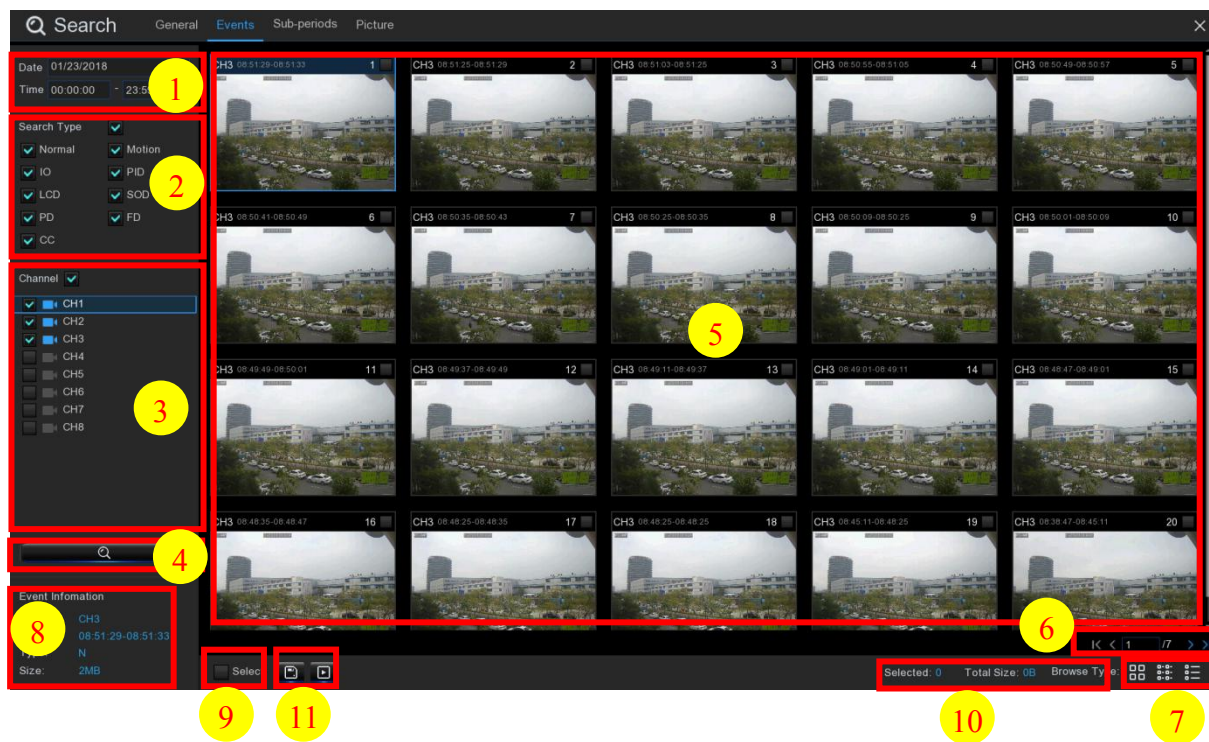 Search General Events Sub-periods Picture
Date 01/23/2018
Time 00:00:00 - 23:5
1
Search Type
Normal Motion
IO PID
LCD SOD
PD FD
CC
2
Channel
CH1
CH2
CH3
CH4
CH5
CH6
CH7
CH8
3
4
Event Infomation
CH3
08:51:29-08:51:33
N
Size: 2MB
8
CH3 08:51:29-08:51:33 1
CH3 08:51:25-08:51:29 2
CH3 08:51:03-08:51:25 3
CH3 08:50:55-08:51:05 4
CH3 08:50:49-08:50:57 5
CH3 08:50:41-08:50:49 6
CH3 08:50:35-08:50:43 7
CH3 08:50:25-08:50:35 8
CH3 08:50:09-08:50:25 9
CH3 08:50:01-08:50:09 10
5
CH3 08:49:49-08:50:01 11
CH3 08:49:37-08:49:49 12
CH3 08:49:11-08:49:37 13
CH3 08:49:01-08:49:11 14
CH3 08:48:47-08:49:01 15
CH3 08:48:35-08:48:47 16
CH3 08:48:25-08:48:35 17
CH3 08:48:25-08:48:25 18
CH3 08:45:11-08:48:25 19
CH3 08:38:47-08:45:11 20
6
1 /7
Selec
Selected: 0 Total Size: 0B Browse Ty e:
9
11
10
7